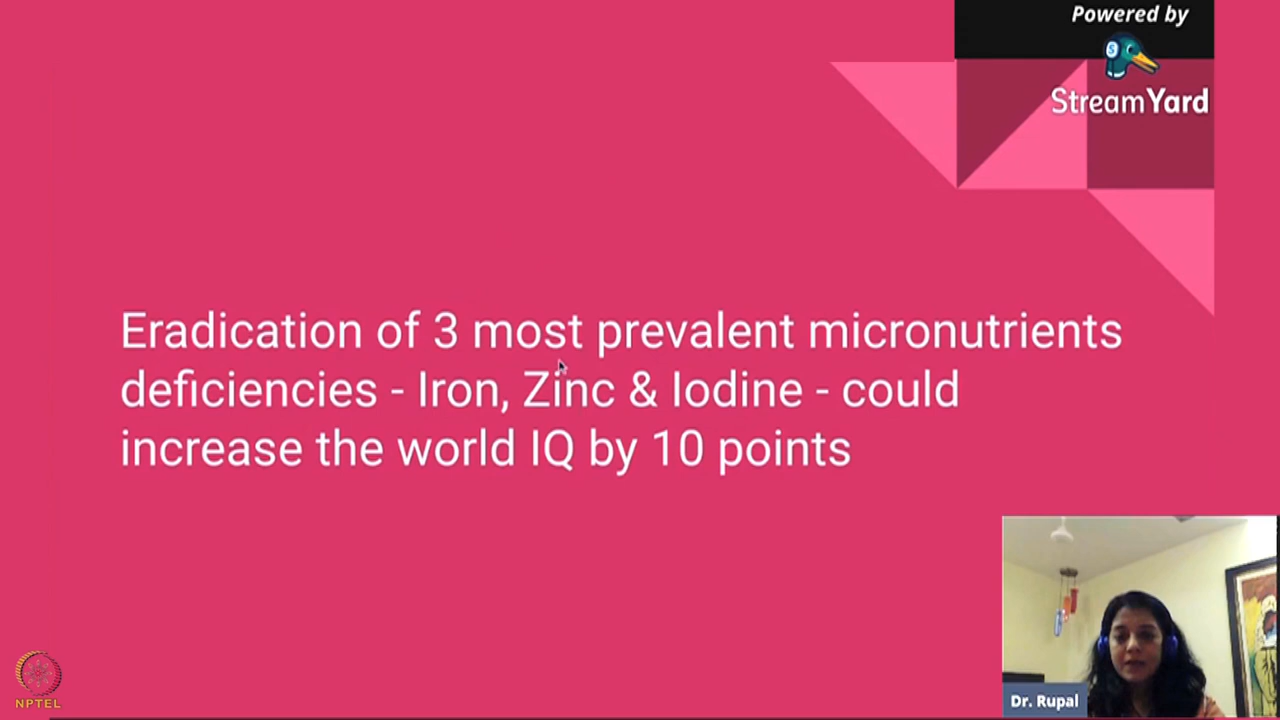 Powered by
StreamYard
Eradication of 3 most prevalent micronutrients
deficiencies - Iron, Zinc & Iodine - could
increase the world IQ by 10 points
Dr. Rupal
NPTEL